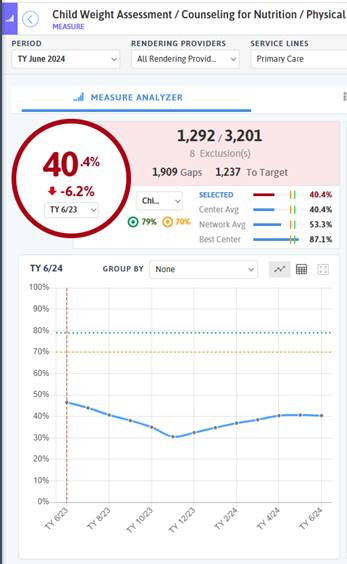 Child Weight Assessment / Counseling for Nutrition / Physical
MEASURE
PERIOD RENDERING PROVIDERS SERVICE LINES
TY June 2024 All Rendering Provid... Primary Care
MEASURE ANALYZER
40.4%
-6.2%
TY 6/23
1,292 / 3,201
8 Exclusion(s)
1,909 Gaps 1,237 To Target
Chi...
79% 70%
SELECTED 40.4%
Center Avg 40.4%
Network Avg 53.3%
Best Center 87.1%
TY 6/24 GROUP BY None
100%
90%
80%
70%
60%
50%
40%
30%
20%
10%
0%
TY 6/23 TY 8/23 TY 10/23 TY 12/23 TY 2/24 TY 4/24 TY 6/24